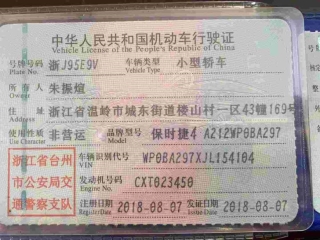 中华人民共和国机动车行驶证
Vehicle License of the People's Republic of China
号牌号码 浙J95E9V 车辆类型 小型轿车
Plate No. Vehicle Type
所有人 朱振煊
Owner
住址 浙江省温岭市城东街道楼山村一区43幢169号
使用性质 非营运 品牌型号 保时捷4 A212WP0BA297
浙江省台州
市公安局交
通警察支队
车辆识别代号 WP0BA297XJL154104
VIN
发动机号码 CXT023450
Engine No.
注册日期 2018-08-07 发证日期 2018-08-07
Register Date Issue Date